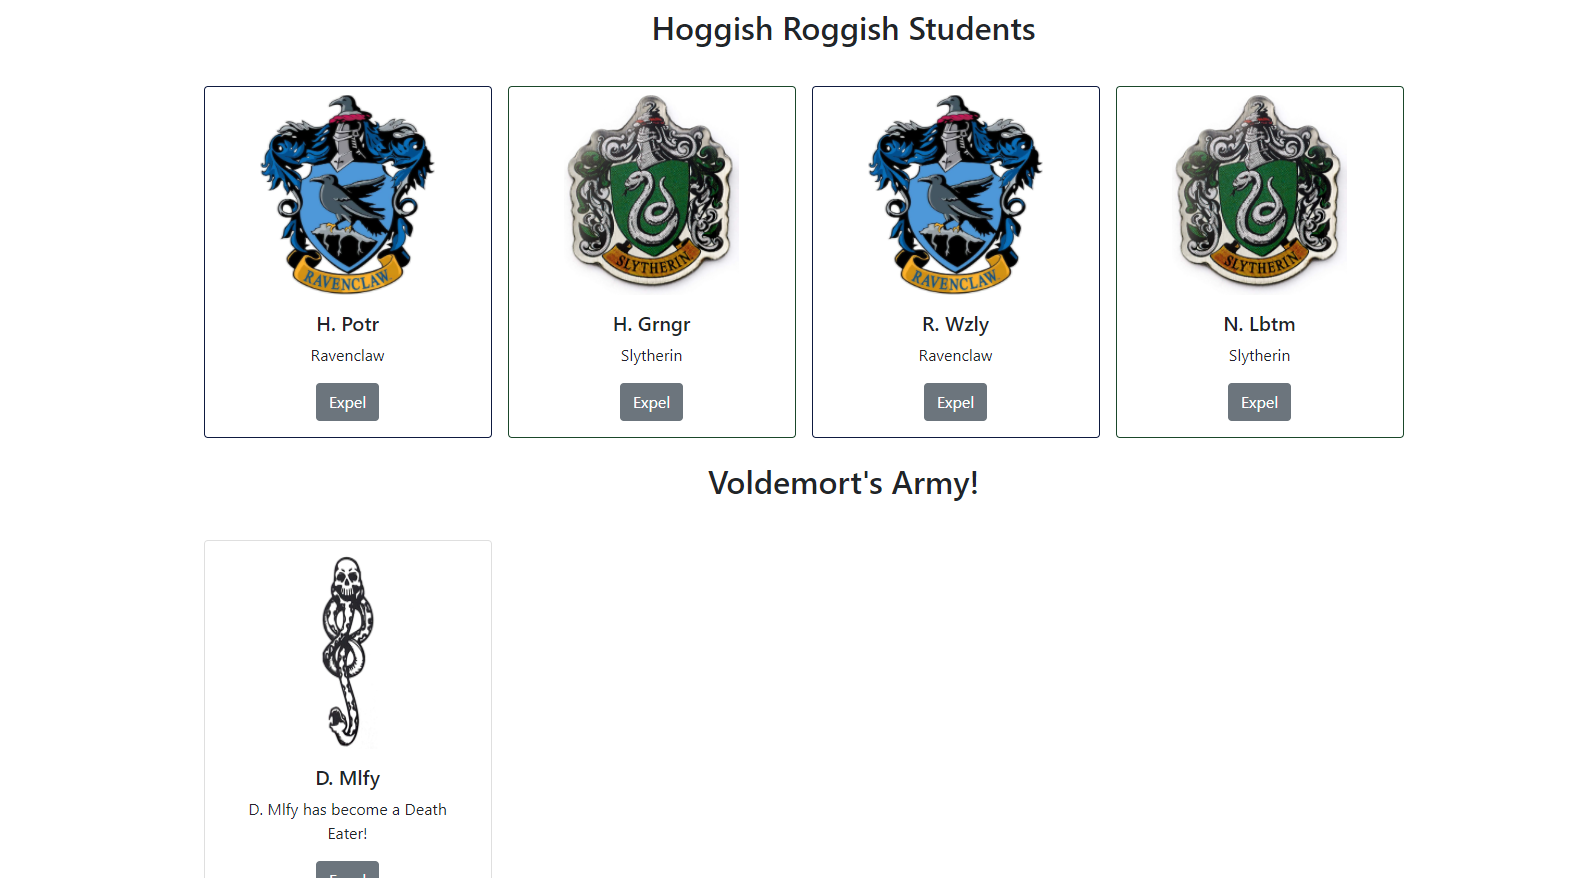 Hoggish Roggish Students
RAVENCLAW
SLYTHERIN
RAVENCLAW
SLYTHERIN
H. Potr
H. Grngr
R. Wzly
N. Lbtm
Ravenclaw
Slytherin
Ravenclaw
Slytherin
Expel
Expel
Expel
Expel
Voldemort's Army!
D. Mlfy
D. Mlfy has become a Death
Eater!
Expel